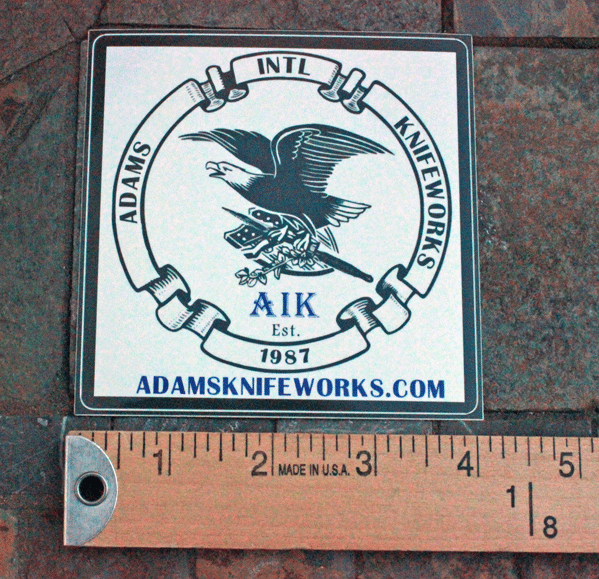 INTL
ADAMS
KNIFEWORKS
AIK
Est.
1987
ADAMSKNIFEWORKS.COM
1 2 MADE IN U.S.A. 3 4 5
1
8